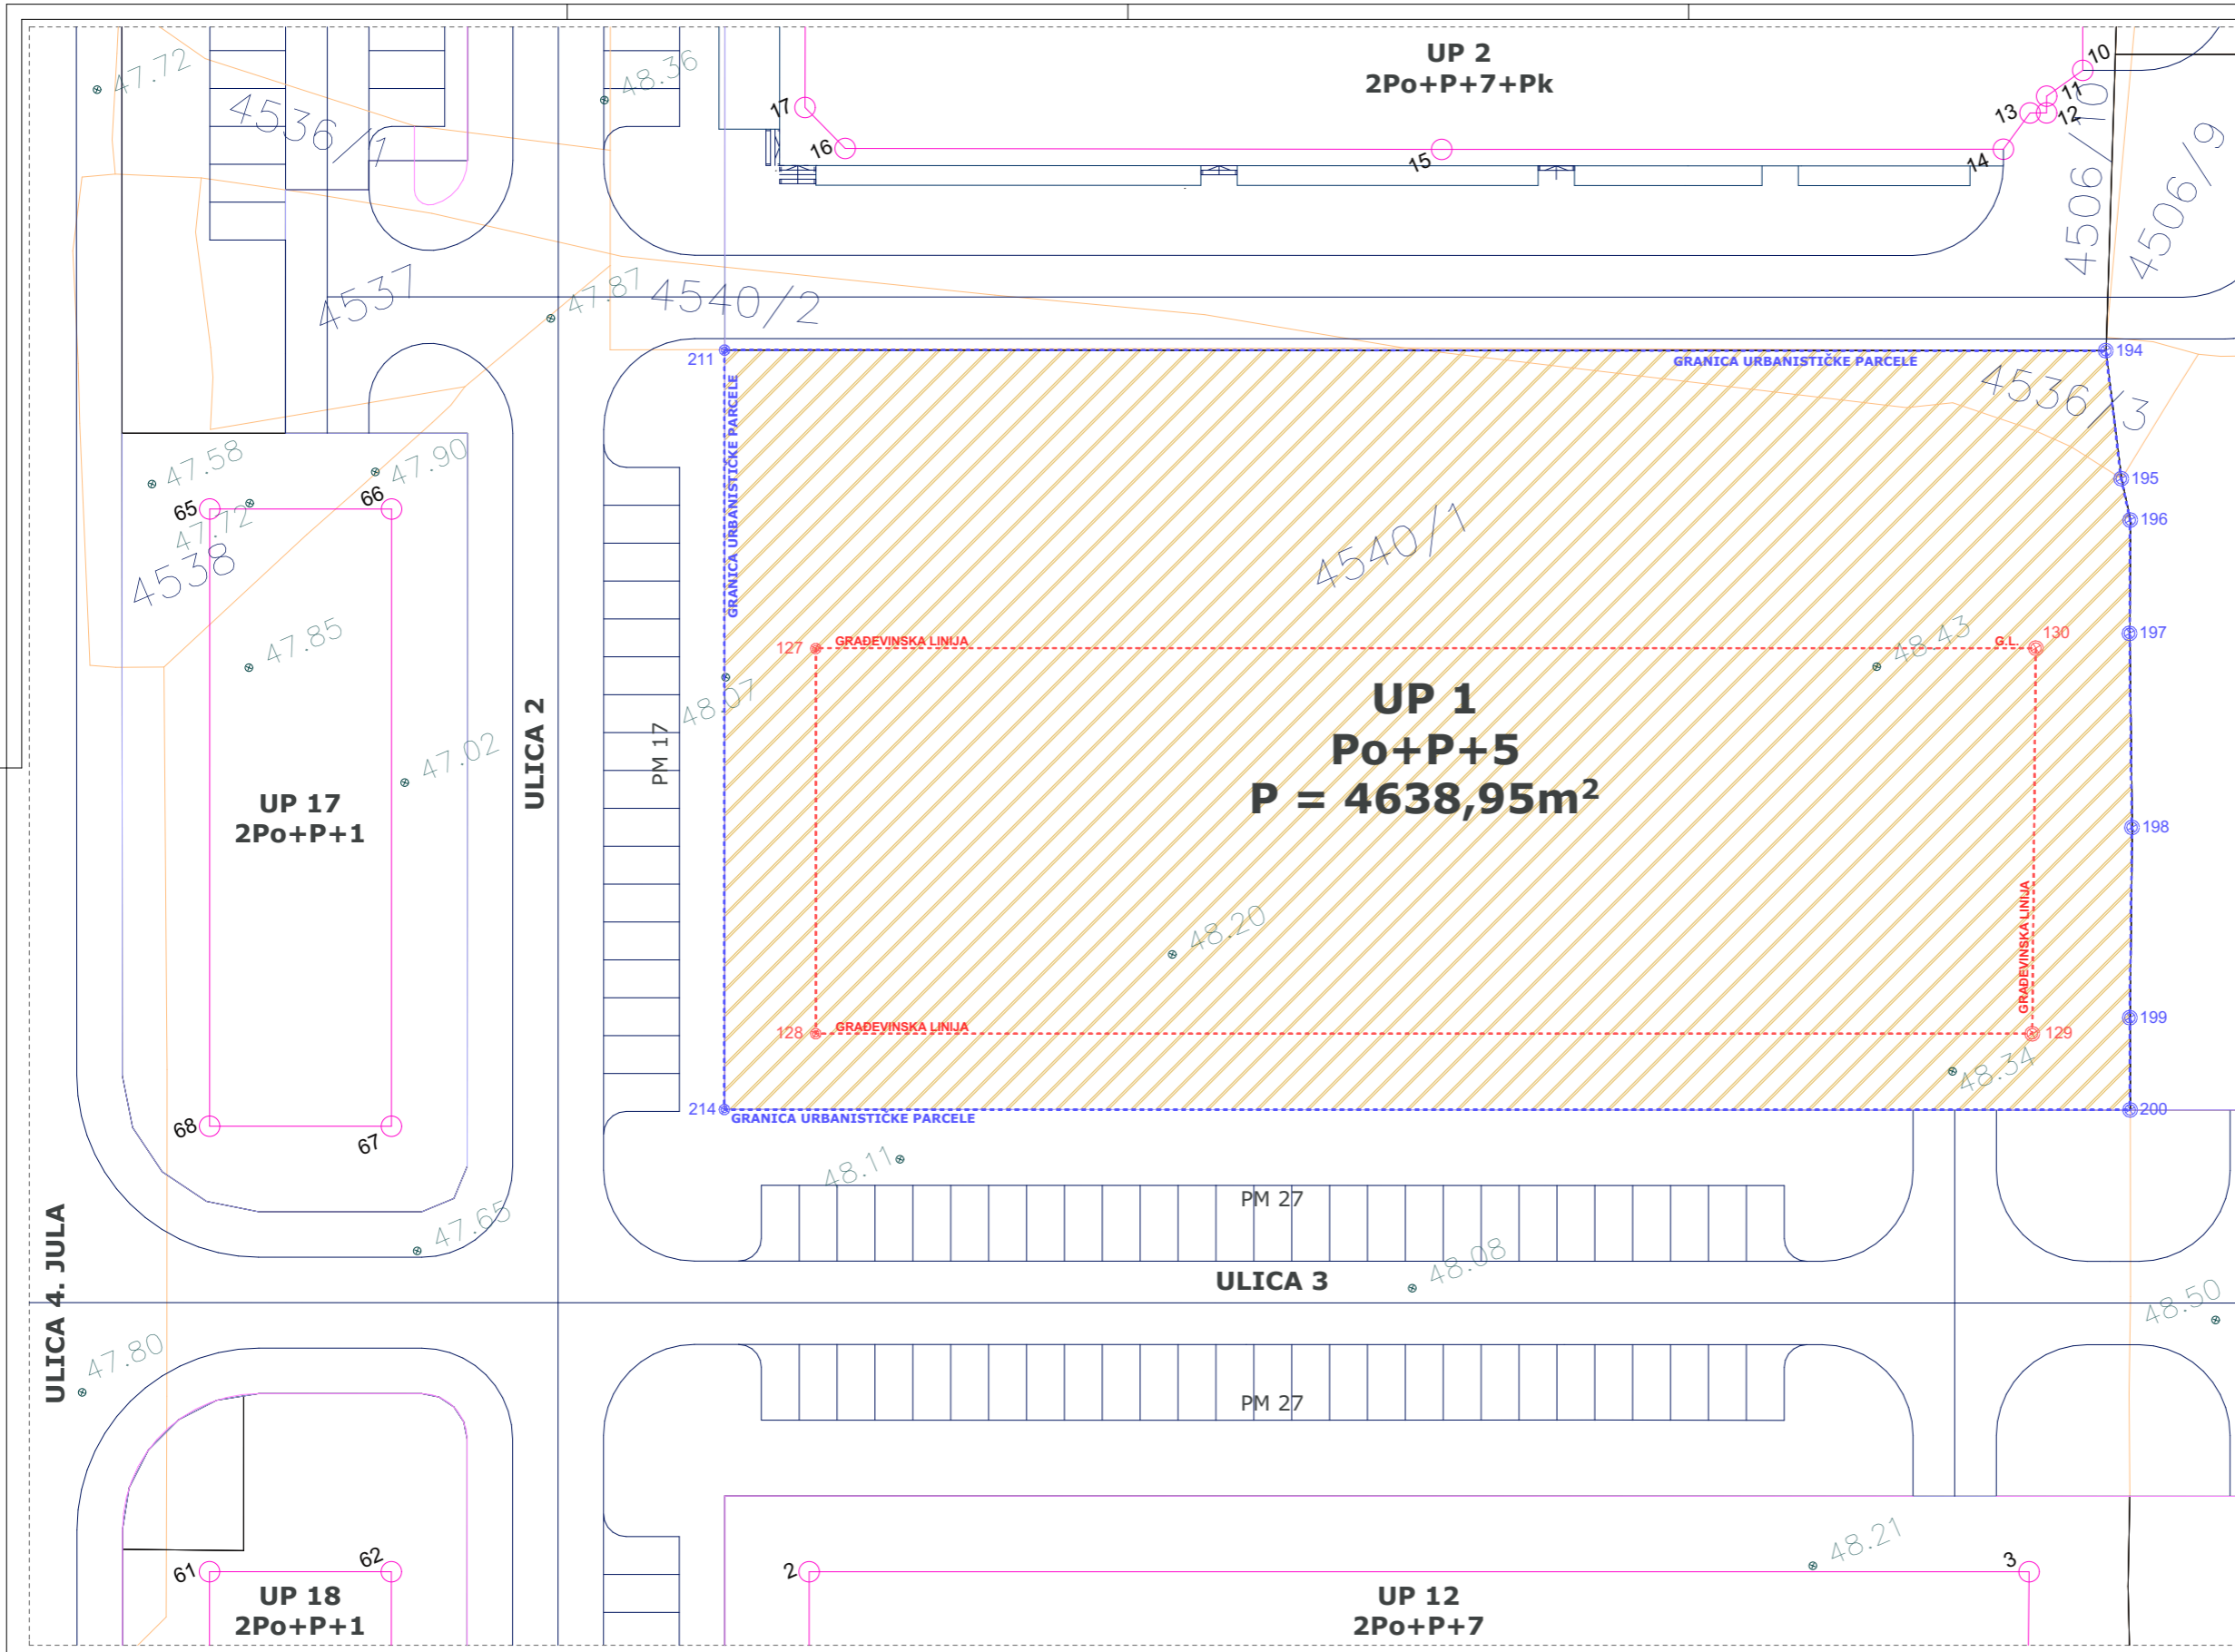 UP 2
2Po+P+7+Pk
10
11
12
13
14
15
16
17
47.72
48.36
4536/1
4506/10
4506/9
4537
47.87
4540/2
211
GRANICA URBANISTIČKE PARCELE
194
GRANICA URBANISTIČKE PARCELE
4536/3
47.58
47.90
65
66
47.72
4538
195
196
4540/1
47.85
127
GRAĐEVINSKA LINIJA
G.L.
130
197
48.43
48.07
ULICA 2
PM 17
UP 1
Po+P+5
P = 4638,95m²
47.02
UP 17
2Po+P+1
198
48.20
GRAĐEVINSKA LINIJA
199
128
GRAĐEVINSKA LINIJA
129
48.34
214
GRANICA URBANISTIČKE PARCELE
200
68
67
48.11
PM 27
47.65
ULICA 4. JULA
ULICA 3
48.08
48.50
47.80
PM 27
61
62
UP 18
2Po+P+1
2
3
48.21
UP 12
2Po+P+7